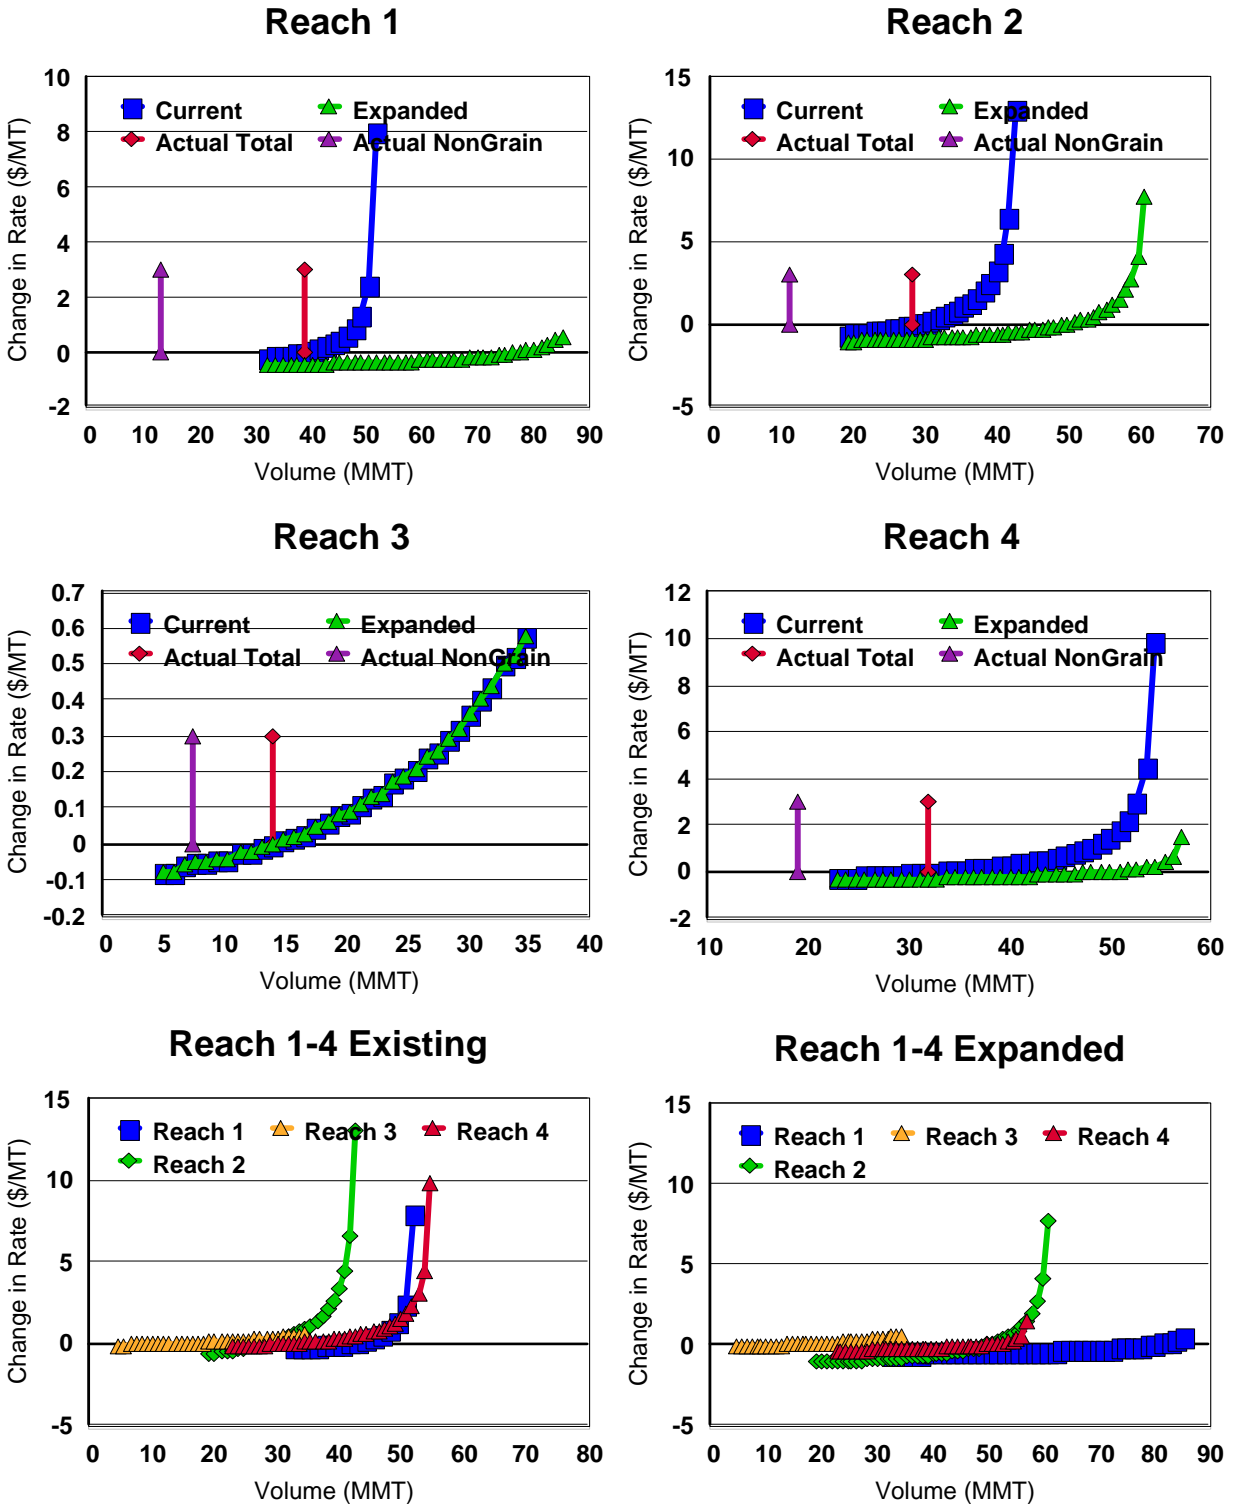 Reach 1
10
8
6
4
2
0
-2
Change in Rate ($/MT)
Current
Expanded
Actual Total
Actual NonGrain
0 10 20 30 40 50 60 70 80 90
Volume (MMT)
Reach 2
15
10
5
0
-5
Change in Rate ($/MT)
Current
Expanded
Actual Total
Actual NonGrain
0 10 20 30 40 50 60 70
Volume (MMT)
Reach 3
0.7
0.6
0.5
0.4
0.3
0.2
0.1
0
-0.1
-0.2
Change in Rate ($/MT)
Current
Expanded
Actual Total
Actual NonGrain
0 5 10 15 20 25 30 35 40
Volume (MMT)
Reach 4
12
10
8
6
4
2
0
-2
Change in Rate ($/MT)
Current
Expanded
Actual Total
Actual NonGrain
10 20 30 40 50 60
Volume (MMT)
Reach 1-4 Existing
15
10
5
0
-5
Change in Rate ($/MT)
Reach 1
Reach 3
Reach 4
Reach 2
0 10 20 30 40 50 60 70 80
Volume (MMT)
Reach 1-4 Expanded
15
10
5
0
-5
Change in Rate ($/MT)
Reach 1
Reach 3
Reach 4
Reach 2
0 10 20 30 40 50 60 70 80 90
Volume (MMT)